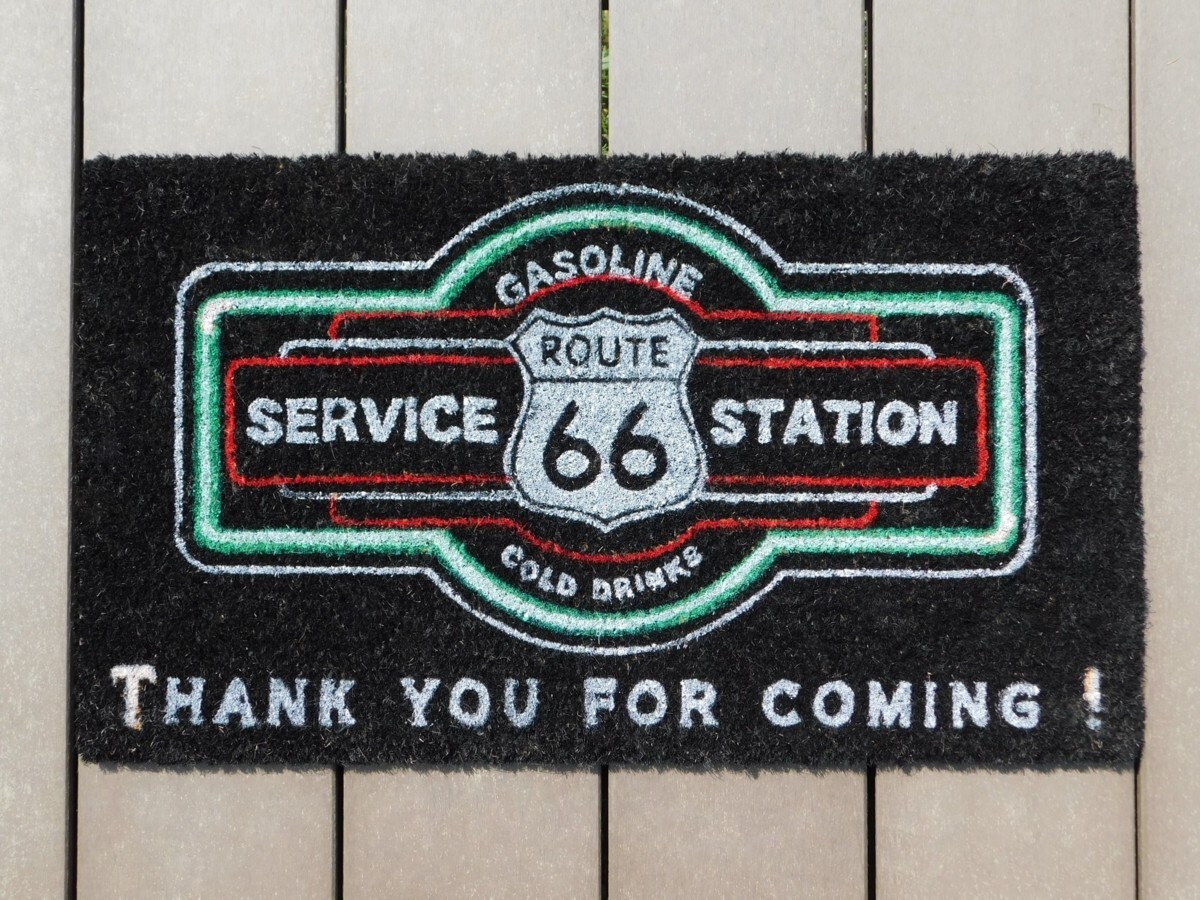 GASOLINE
ROUTE
SERVICE 66 STATION
COLD DRINKS
THANK YOU FOR COMING !